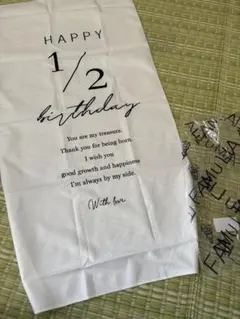 HAPPY
1/2
birthday
You are my treasure.
Thank you for being born.
I wish you
good growth and happiness
I'm always by my side.
With love